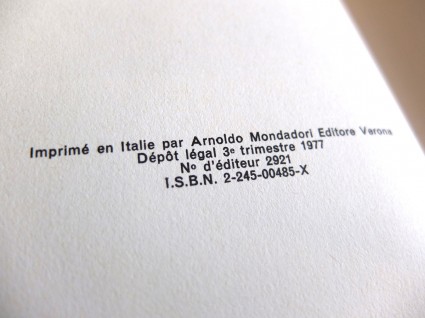 Imprimé en Italie par Arnoldo Mondadori Editore Verona
Dépôt légal 3e trimestre 1977
No d'éditeur 2921
I.S.B.N. 2-245-00485-X